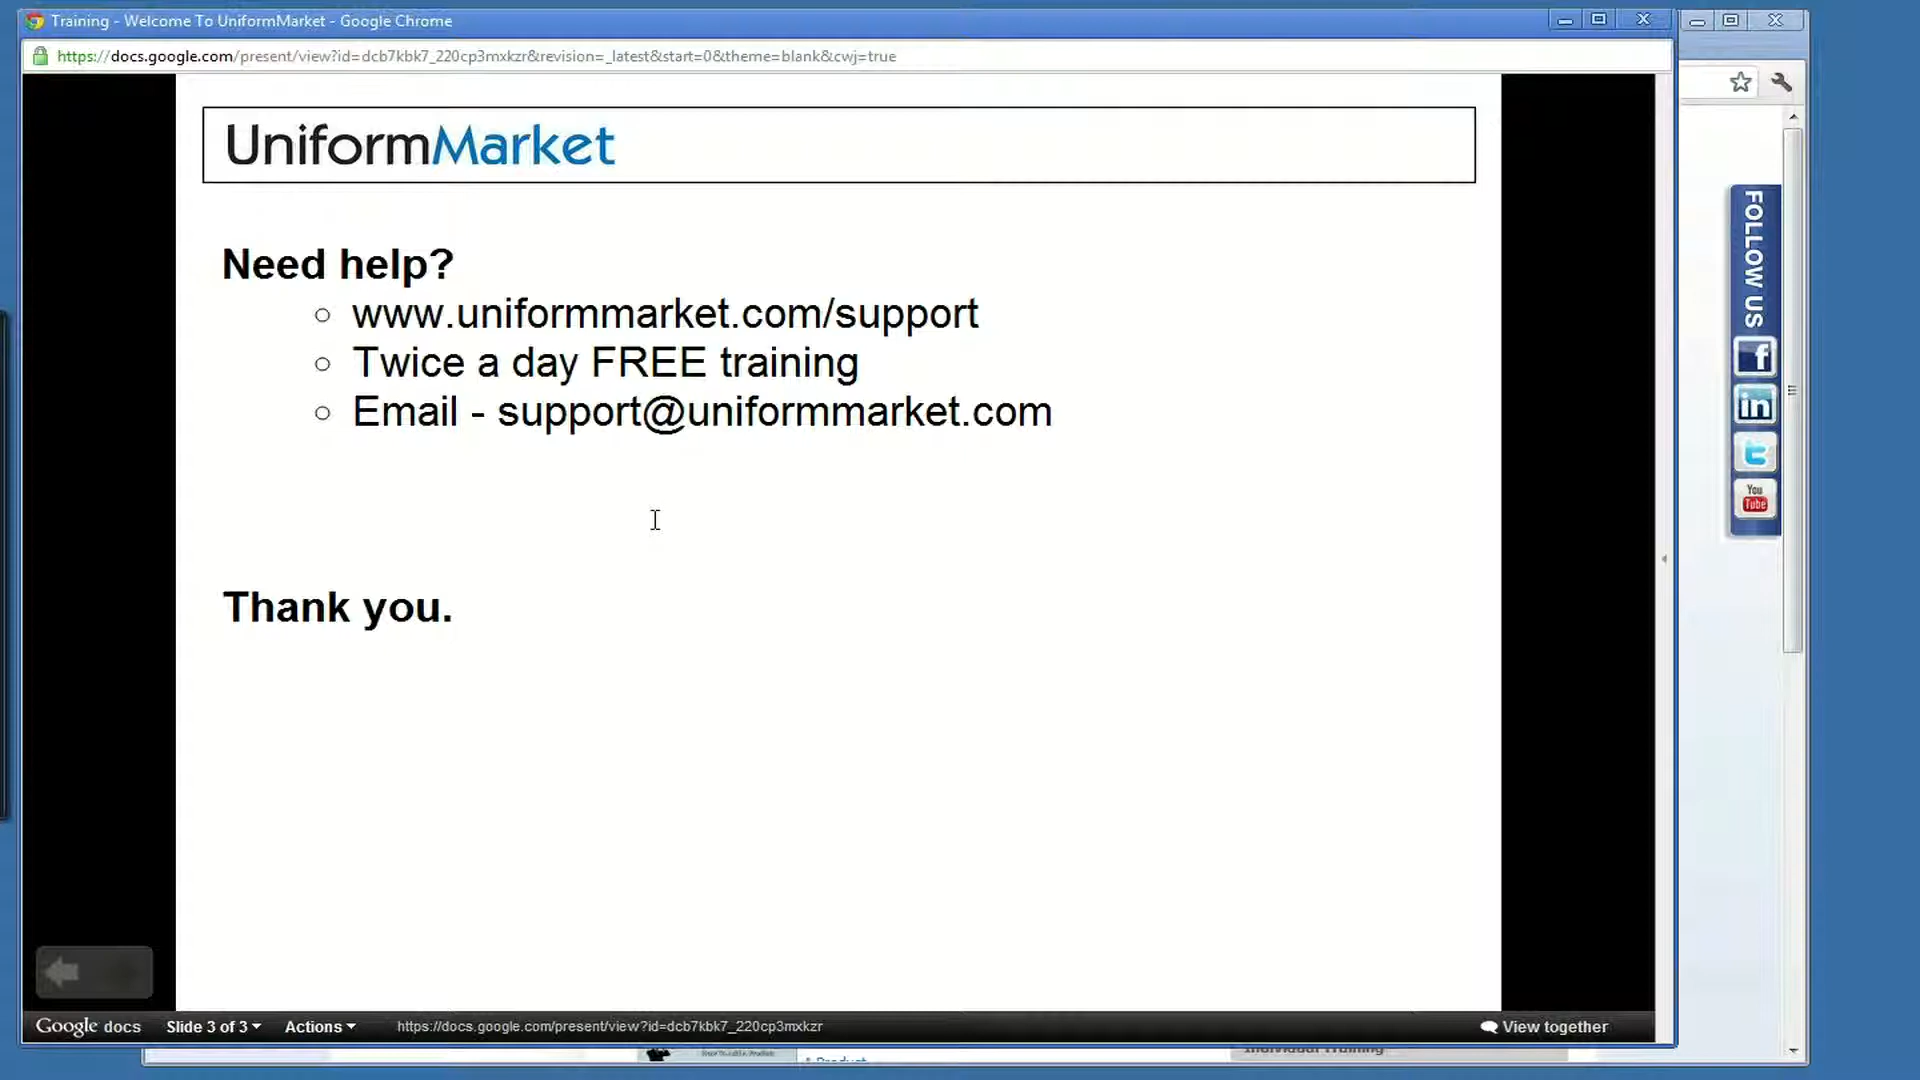 Training - Welcome To UniformMarket - Google Chrome
https://docs.google.com/present/view?id=dcb7kbk7_220cp3mxkzr&revision=_latest&start=0&theme=blank&cwj=true
UniformMarket
Need help?
www.uniformmarket.com/support
Twice a day FREE training
Email - support@uniformmarket.com
Thank you.
FOLLOW US
f
in
t
You
Tube
Google docs
Slide 3 of 3
Actions
https://docs.google.com/present/view?id=dcb7kbk7_220cp3mxkzr
View together
Individual Training